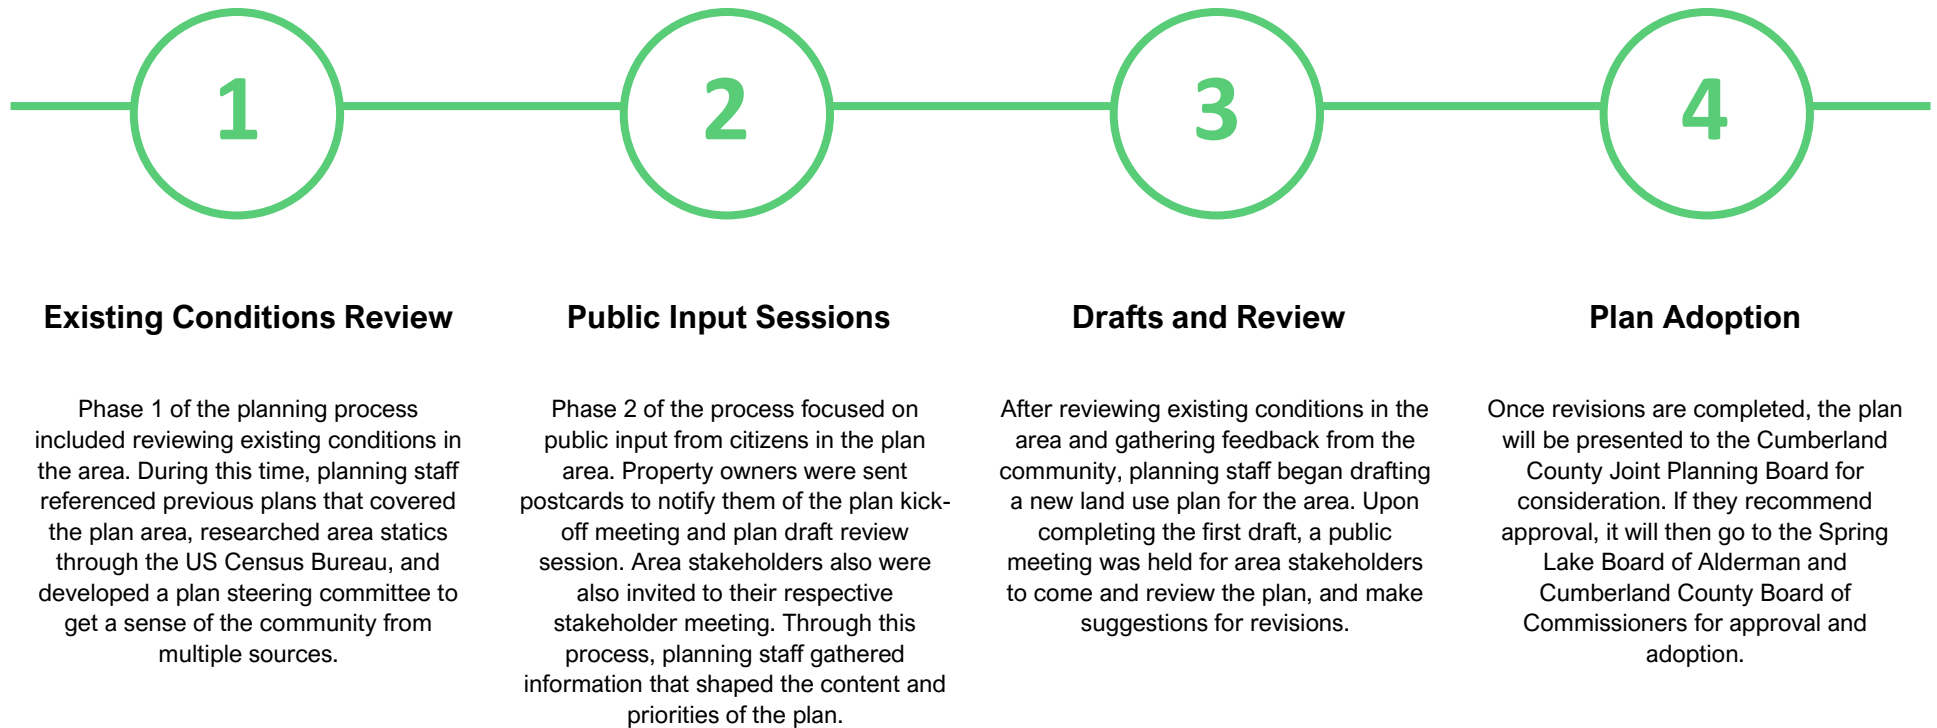 1
2
3
4
Existing Conditions Review
Phase 1 of the planning process
included reviewing existing conditions in
the area. During this time, planning staff
referenced previous plans that covered
the plan area, researched area statics
through the US Census Bureau, and
developed a plan steering committee to
get a sense of the community from
multiple sources.
Public Input Sessions
Phase 2 of the process focused on
public input from citizens in the plan
area. Property owners were sent
postcards to notify them of the plan kick-
off meeting and plan draft review
session. Area stakeholders also were
also invited to their respective
stakeholder meeting. Through this
process, planning staff gathered
information that shaped the content and
priorities of the plan.
Drafts and Review
After reviewing existing conditions in the
area and gathering feedback from the
community, planning staff began drafting
a new land use plan for the area. Upon
completing the first draft, a public
meeting was held for area stakeholders
to come and review the plan, and make
suggestions for revisions.
Plan Adoption
Once revisions are completed, the plan
will be presented to the Cumberland
County Joint Planning Board for
consideration. If they recommend
approval, it will then go to the Spring
Lake Board of Alderman and
Cumberland County Board of
Commissioners for approval and
adoption.